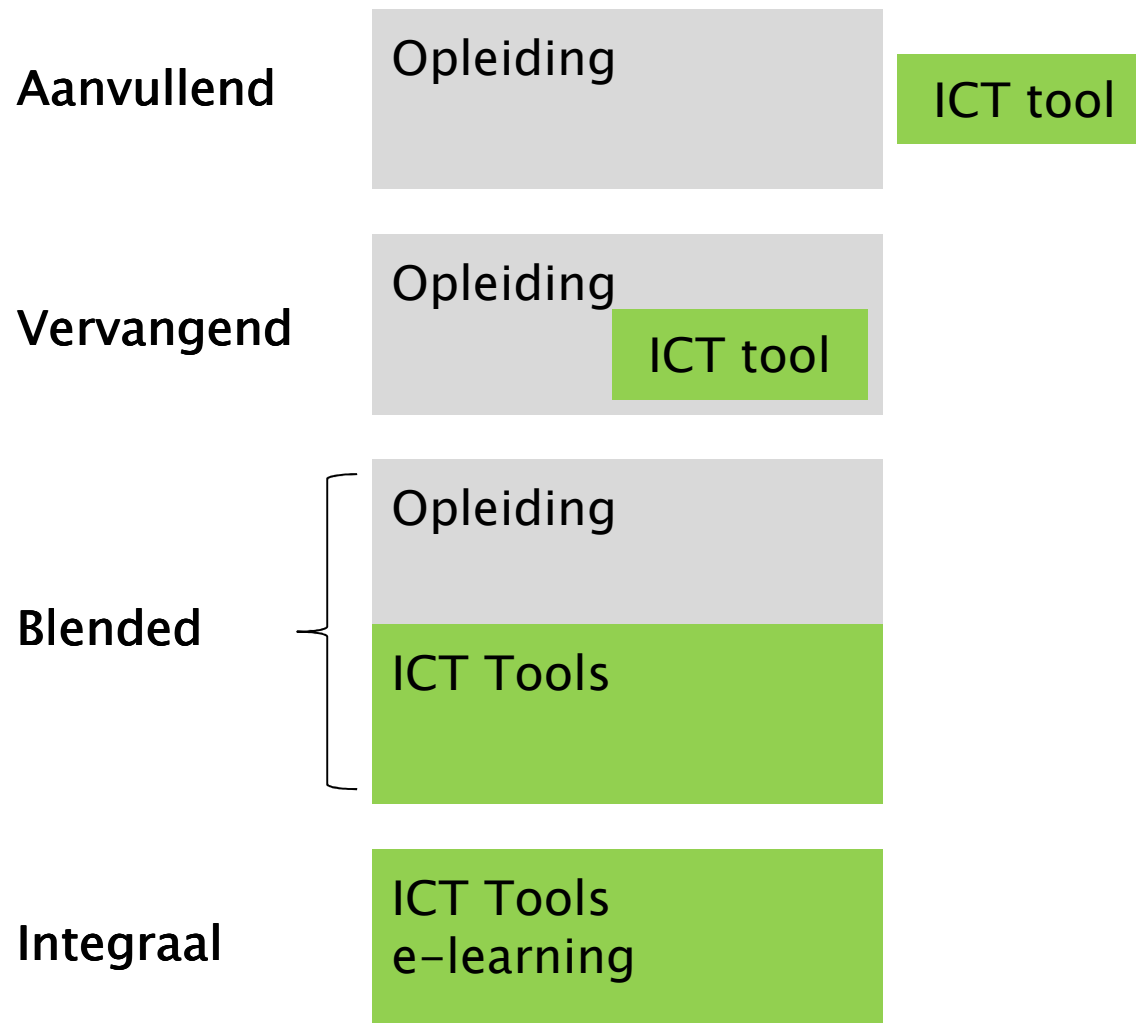 Aanvullend
Opleiding
ICT tool
Vervangend
Opleiding
ICT tool
Blended
Opleiding
ICT Tools
Integraal
ICT Tools
e-learning